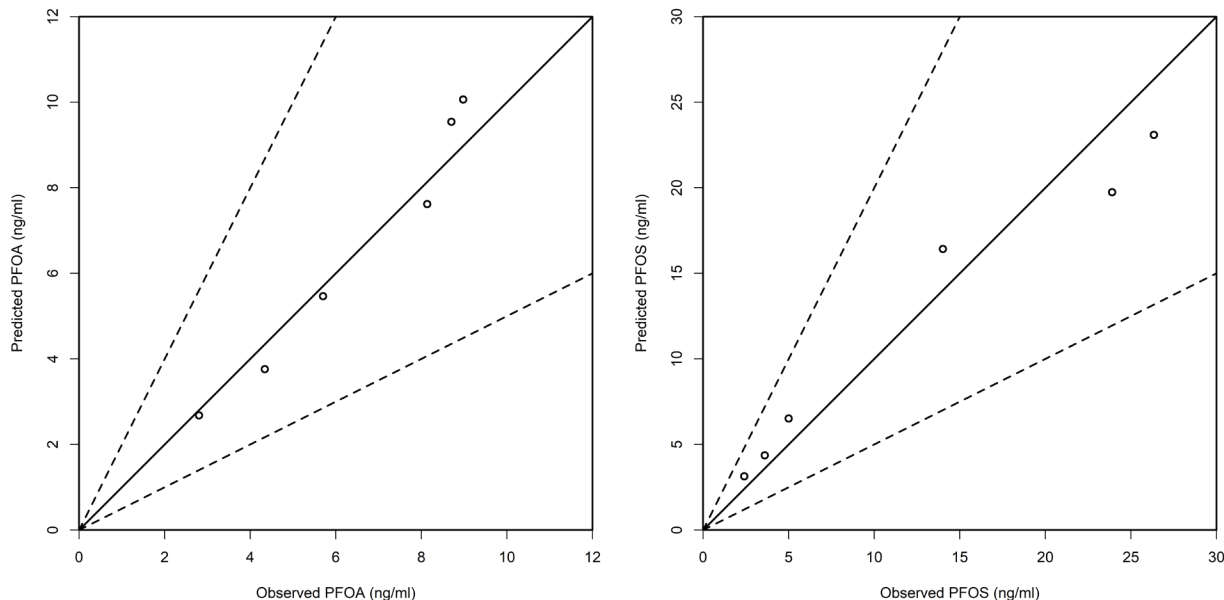 12
10
8
6
4
2
0
Predicted PFOA (ng/ml)
0 2 4 6 8 10 12
Observed PFOA (ng/ml)
30
25
20
15
10
5
0
Predicted PFOS (ng/ml)
0 5 10 15 20 25 30
Observed PFOS (ng/ml)